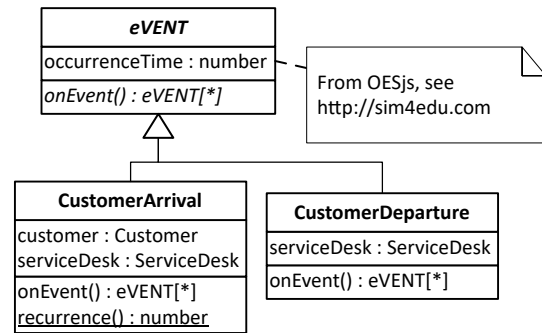 eVENT
occurrenceTime : number
onEvent() : eVENT[*]
From OESjs, see
http://sim4edu.com
CustomerArrival
customer : Customer
serviceDesk : ServiceDesk
onEvent() : eVENT[*]
recurrence() : number
CustomerDeparture
serviceDesk : ServiceDesk
onEvent() : eVENT[*]